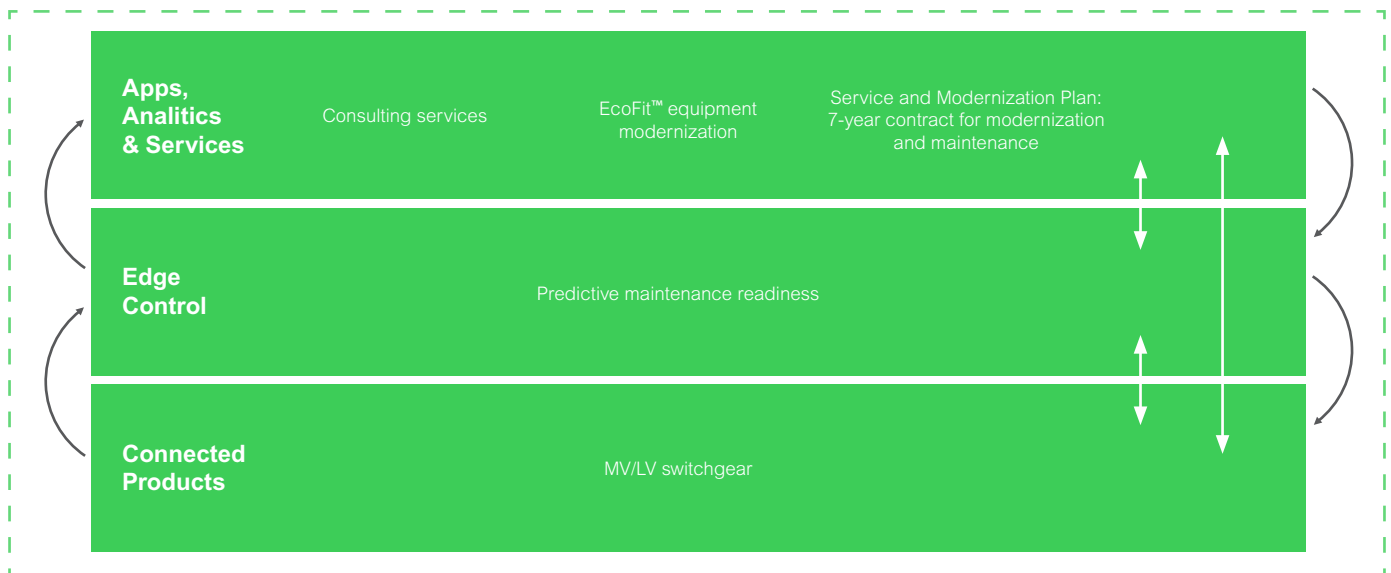 Apps,
Analitics
& Services
Consulting services
EcoFit™ equipment
modernization
Service and Modernization Plan:
7-year contract for modernization
and maintenance
Edge
Control
Predictive maintenance readiness
Connected
Products
MV/LV switchgear